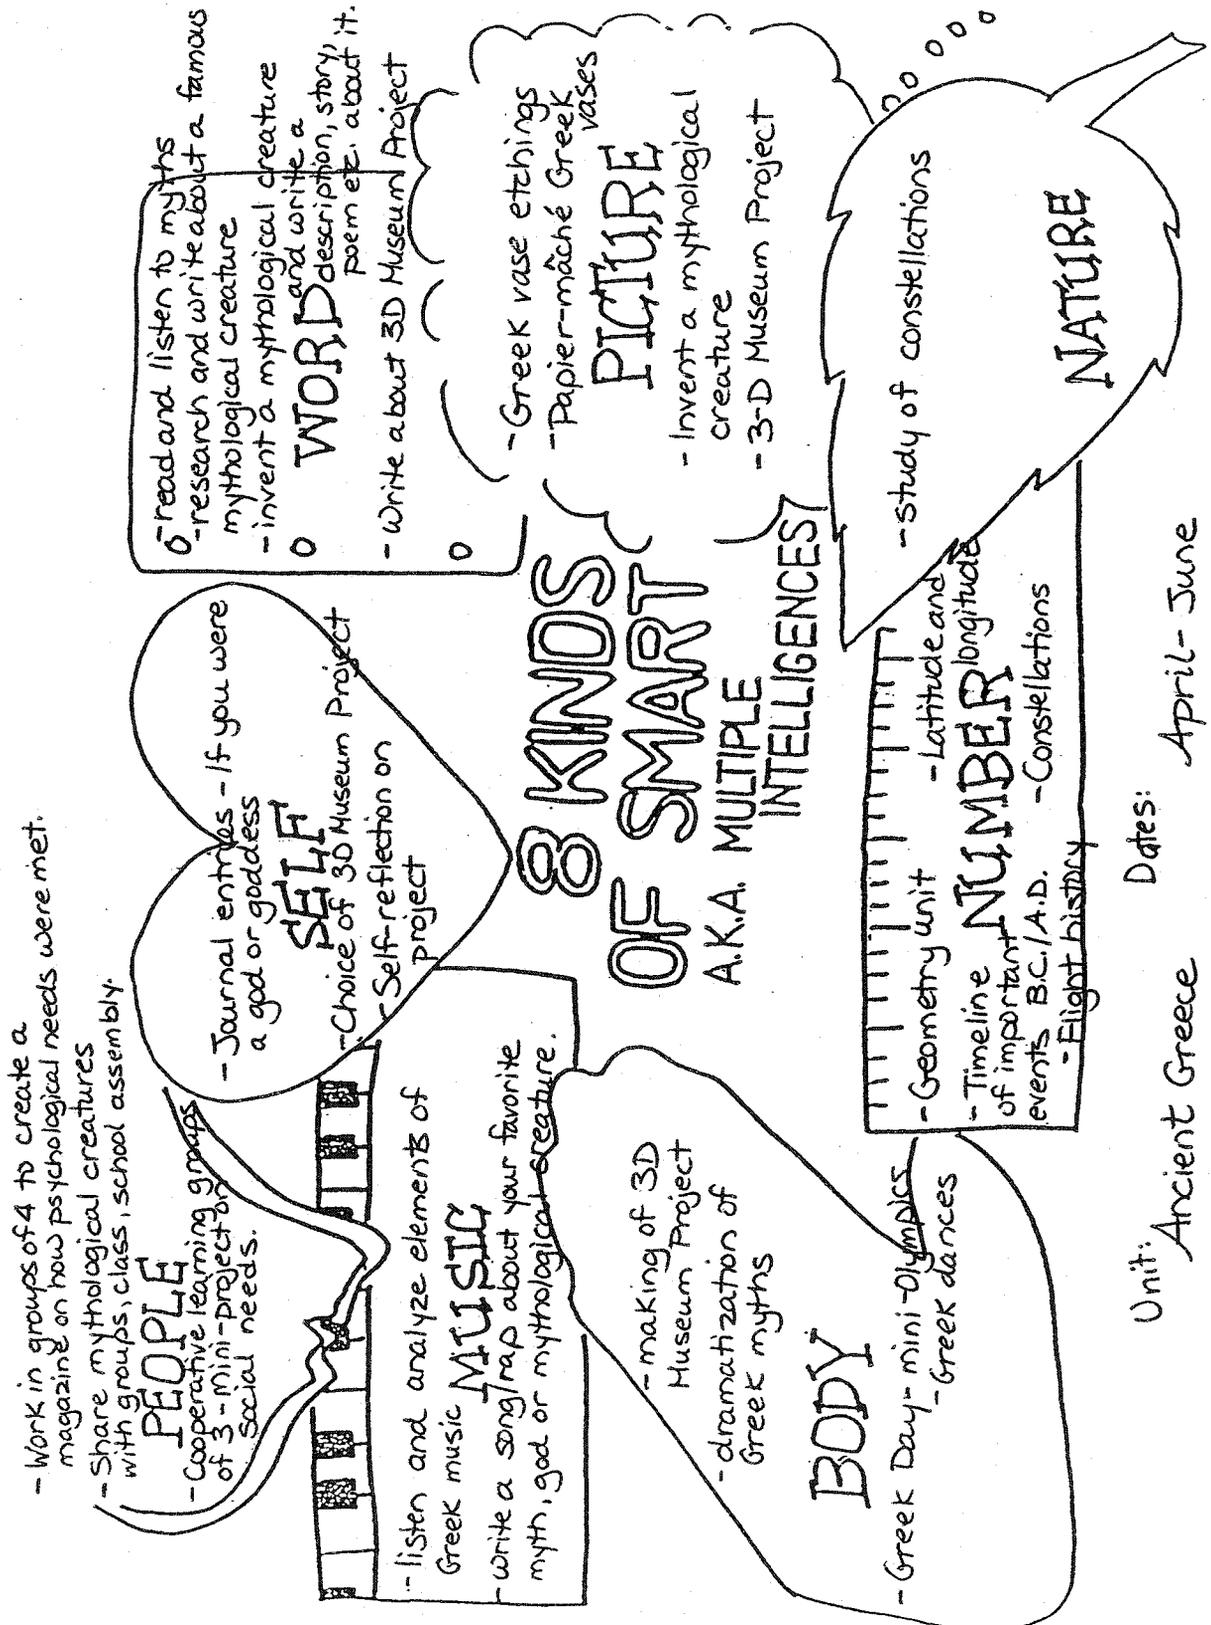 - Work in groups of 4 to create a
magazine on how psychological needs were met.
- Share mythological creatures
with groups, class, school assembly.
PEOPLE
- Cooperative learning groups
of 3 - mini-project on
social needs.
- Journal entries - If you were
a god or goddess
SELF
- Choice of 3D Museum Project
- Self-reflection on
project
- read and listen to myths
- research and write about a famous
mythological creature
- invent a mythological creature
and write a
WORD description, story,
poem etc. about it.
- Write about 3D Museum Project
- listen and analyze elements of
Greek music MUSIC
- write a song/rap about your favorite
myth, god or mythological creature.
8 KINDS
OF SMART
A.K.A. MULTIPLE
INTELLIGENCES
- Greek vase etchings
- Papier-mâché Greek
vases
PICTURE
- Invent a mythological
creature
- 3-D Museum Project
- making of 3D
Museum Project
- dramatization of
Greek myths
BODY
- Greek Day - mini-Olympics
- Greek dances
- Geometry unit
- Latitude and
longitude
- Timeline
of important
events B.C./A.D.
NUMBER
- Constellations
- Flight history
- study of constellations
NATURE
Unit: Dates:
Ancient Greece April - June